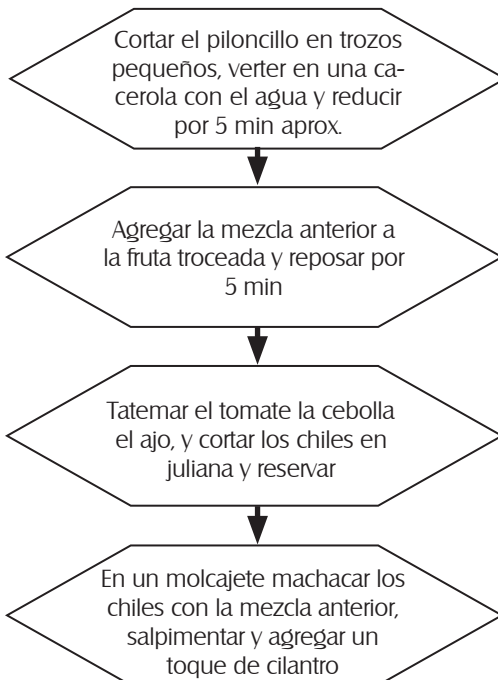 Cortar el piloncillo en trozos
pequeños, verter en una ca-
cerola con el agua y reducir
por 5 min aprox.
Agregar la mezcla anterior a
la fruta troceada y reposar por
5 min
Tatemar el tomate la cebolla
el ajo, y cortar los chiles en
juliana y reservar
En un molcajete machacar los
chiles con la mezcla anterior,
salpimentar y agregar un
toque de cilantro